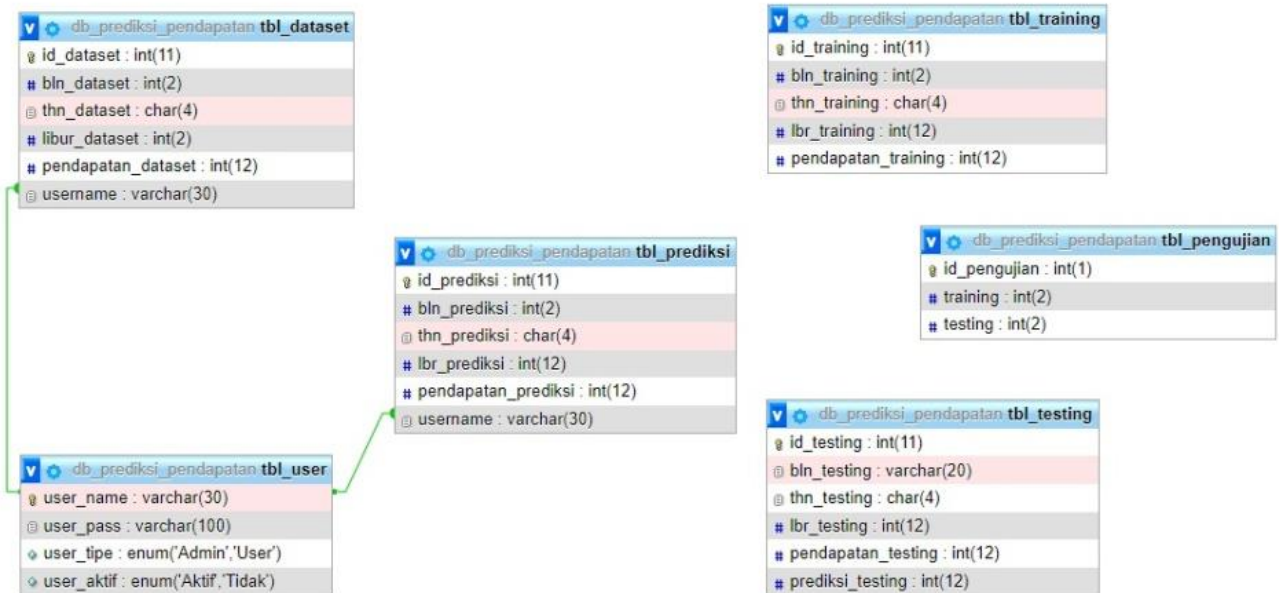 db_prediksi_pendapatan tbl_dataset
id_dataset : int(11)
bln_dataset : int(2)
thn_dataset : char(4)
libur_dataset : int(2)
pendapatan_dataset : int(12)
username : varchar(30)
db_prediksi_pendapatan tbl_training
id_training : int(11)
bln_training : int(2)
thn_training : char(4)
lbr_training : int(12)
pendapatan_training : int(12)
db_prediksi_pendapatan tbl_prediksi
id_prediksi : int(11)
bln_prediksi : int(2)
thn_prediksi : char(4)
lbr_prediksi : int(12)
pendapatan_prediksi : int(12)
username : varchar(30)
db_prediksi_pendapatan tbl_pengujian
id_pengujian : int(1)
training : int(2)
testing : int(2)
db_prediksi_pendapatan tbl_user
user_name : varchar(30)
user_pass : varchar(100)
user_tipe : enum('Admin','User')
user_aktif : enum('Aktif','Tidak')
db_prediksi_pendapatan tbl_testing
id_testing : int(11)
bln_testing : varchar(20)
thn_testing : char(4)
lbr_testing : int(12)
pendapatan_testing : int(12)
prediksi_testing : int(12)